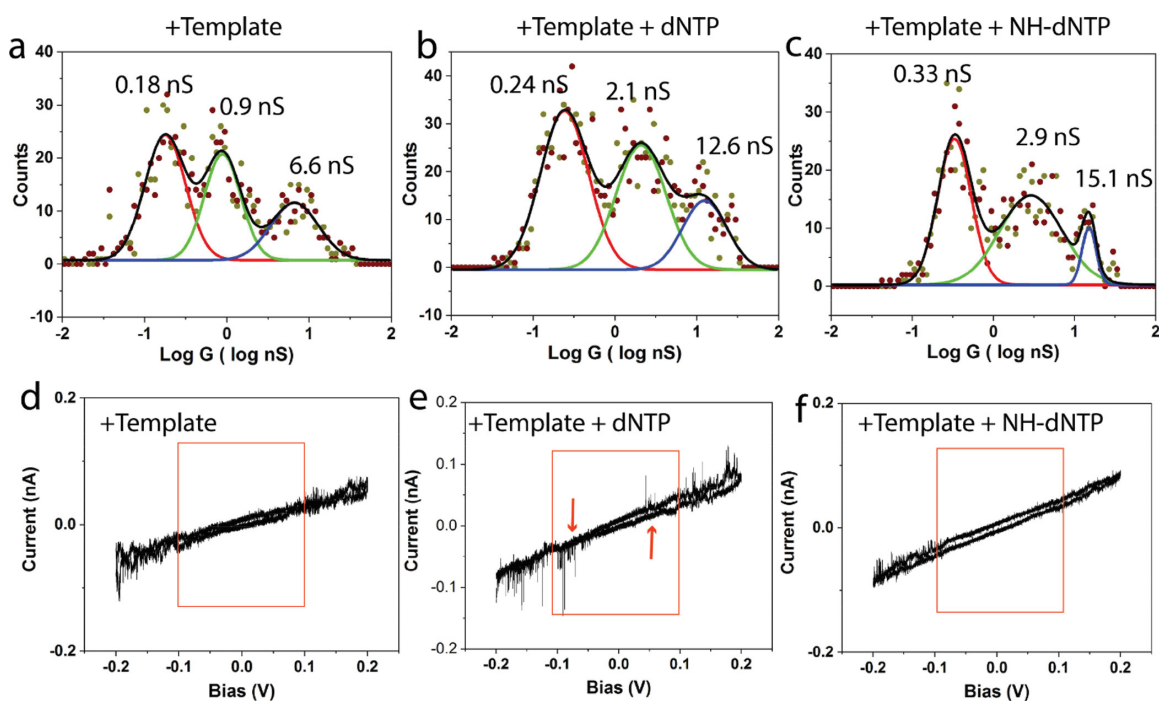 +Template
+Template + dNTP
+Template + NH-dNTP
a
b
c
0.18 nS
0.9 nS
6.6 nS
0.24 nS
2.1 nS
12.6 nS
0.33 nS
2.9 nS
15.1 nS
40
30
20
10
0
-10
Counts
-2
-1
0
1
2
Log G ( log nS)
40
30
20
10
0
-10
Counts
-2
-1
0
1
2
Log G ( log nS)
40
30
20
10
0
Counts
-2
-1
0
1
2
Log G ( log nS)
d
+Template
0.2
0.0
-0.2
Current (nA)
-0.2
-0.1
0.0
0.1
0.2
Bias (V)
e
+Template + dNTP
0.2
0.1
0.0
-0.1
-0.2
Current (nA)
-0.2
-0.1
0.0
0.1
0.2
Bias (V)
f
+Template + NH-dNTP
0.2
0.0
-0.2
Current (nA)
-0.2
-0.1
0.0
0.1
0.2
Bias (V)